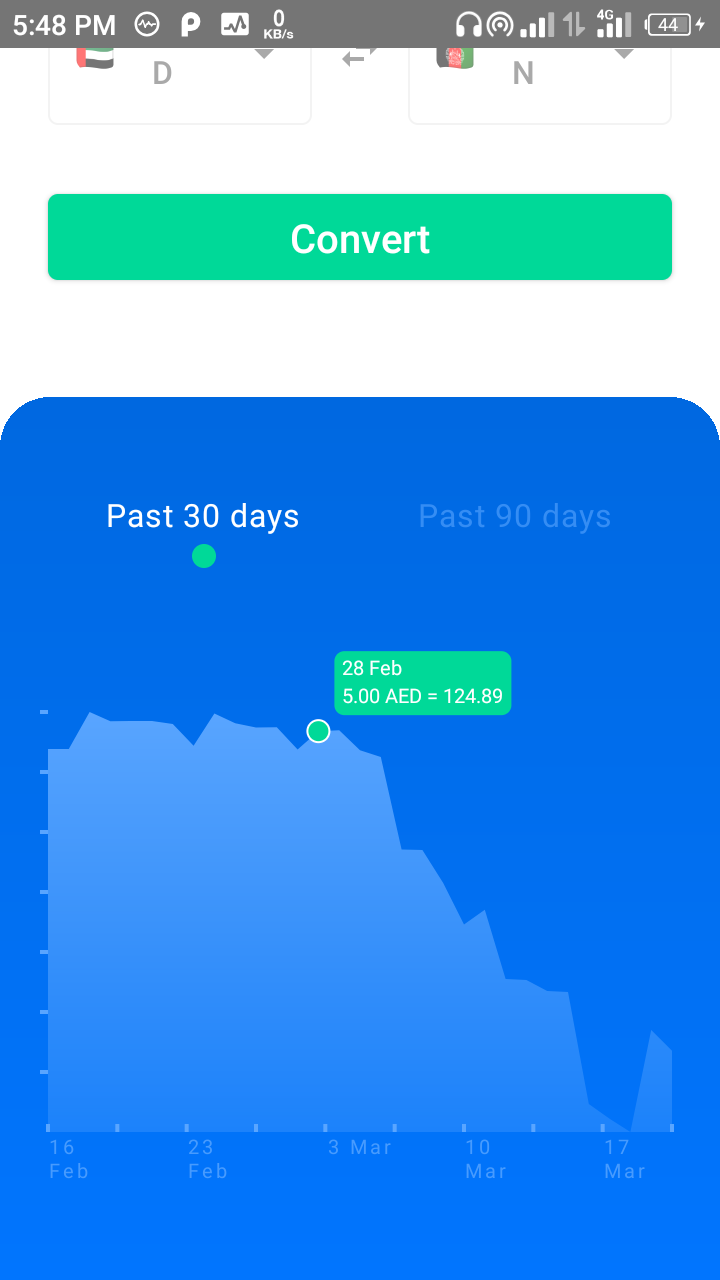 5:48 PM
0
KB/s
4G
44
D
N
Convert
Past 30 days
Past 90 days
28 Feb
5.00 AED = 124.89
16
Feb
23
Feb
3 Mar
10
Mar
17
Mar